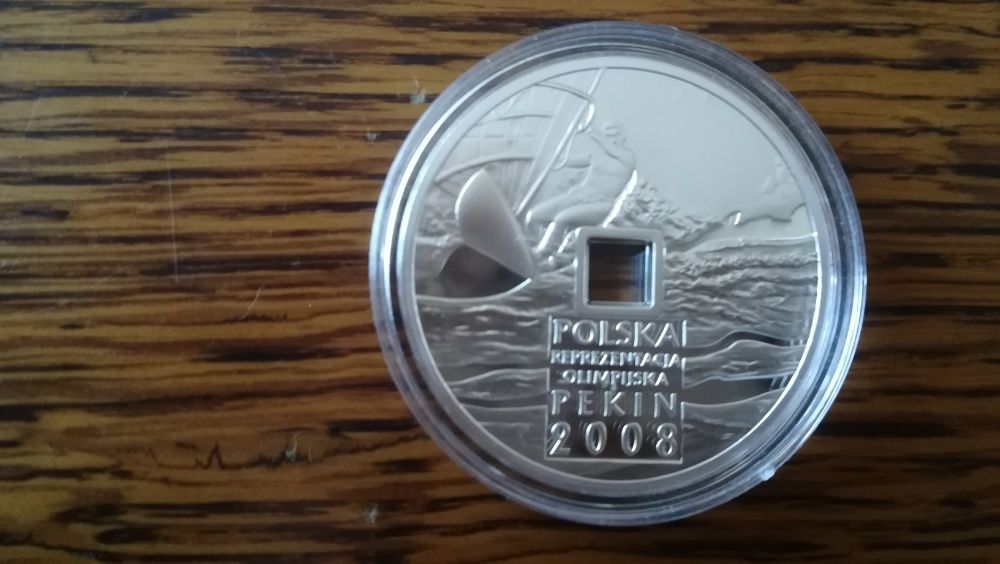 POLSKA
REPREZENTACJA
OLIMPIJSKA
PEKIN
2008